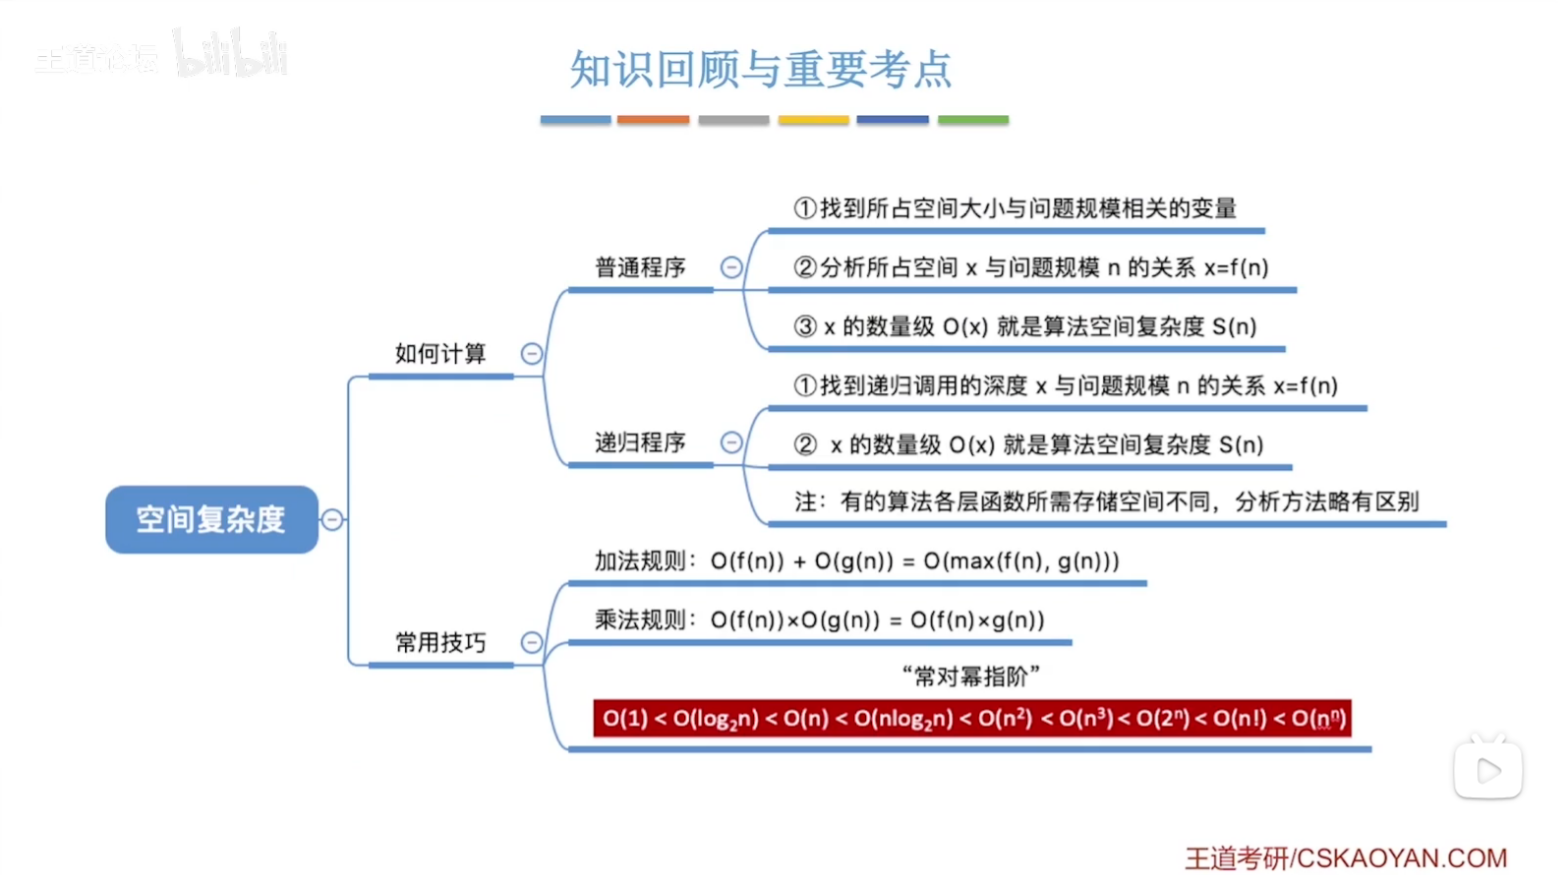 王道论坛 bilibili
知识回顾与重要考点
①找到所占空间大小与问题规模相关的变量
普通程序
②分析所占空间 x 与问题规模 n 的关系 x=f(n)
③ x 的数量级 O(x) 就是算法空间复杂度 S(n)
如何计算
①找到递归调用的深度 x 与问题规模 n 的关系 x=f(n)
递归程序
② x 的数量级 O(x) 就是算法空间复杂度 S(n)
注：有的算法各层函数所需存储空间不同，分析方法略有区别
空间复杂度
加法规则：O(f(n)) + O(g(n)) = O(max(f(n), g(n)))
乘法规则：O(f(n))×O(g(n)) = O(f(n)×g(n))
常用技巧
“常对幂指阶”
O(1) < O(log₂n) < O(n) < O(nlog₂n) < O(n²) < O(n³) < O(2ⁿ) < O(n!) < O(nⁿ)
王道考研/CSKAOYAN.COM